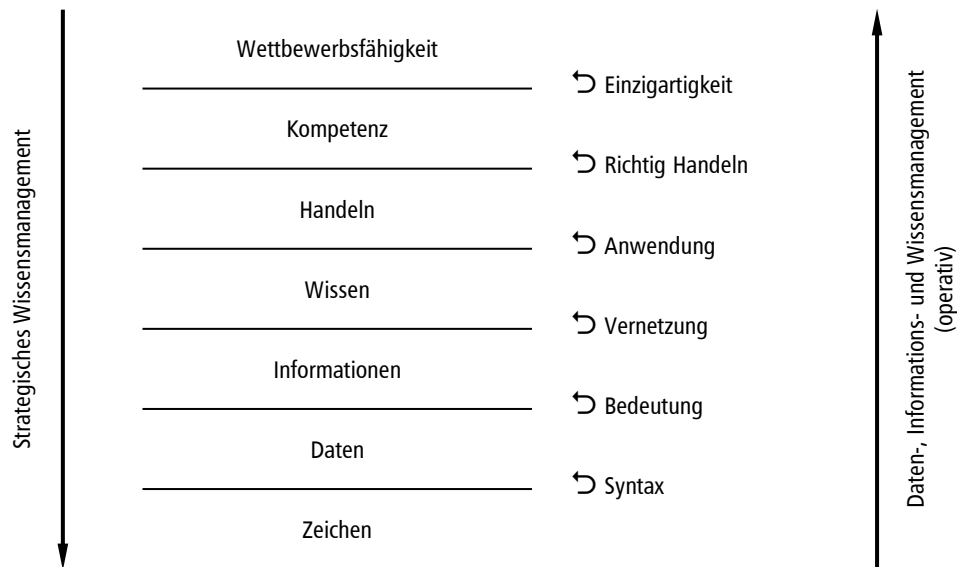 Strategisches Wissensmanagement
Wettbewerbsfähigkeit
Einzigartigkeit
Kompetenz
Richtig Handeln
Handeln
Anwendung
Wissen
Vernetzung
Informationen
Bedeutung
Daten
Syntax
Zeichen
Daten-, Informations- und Wissensmanagement
(operativ)